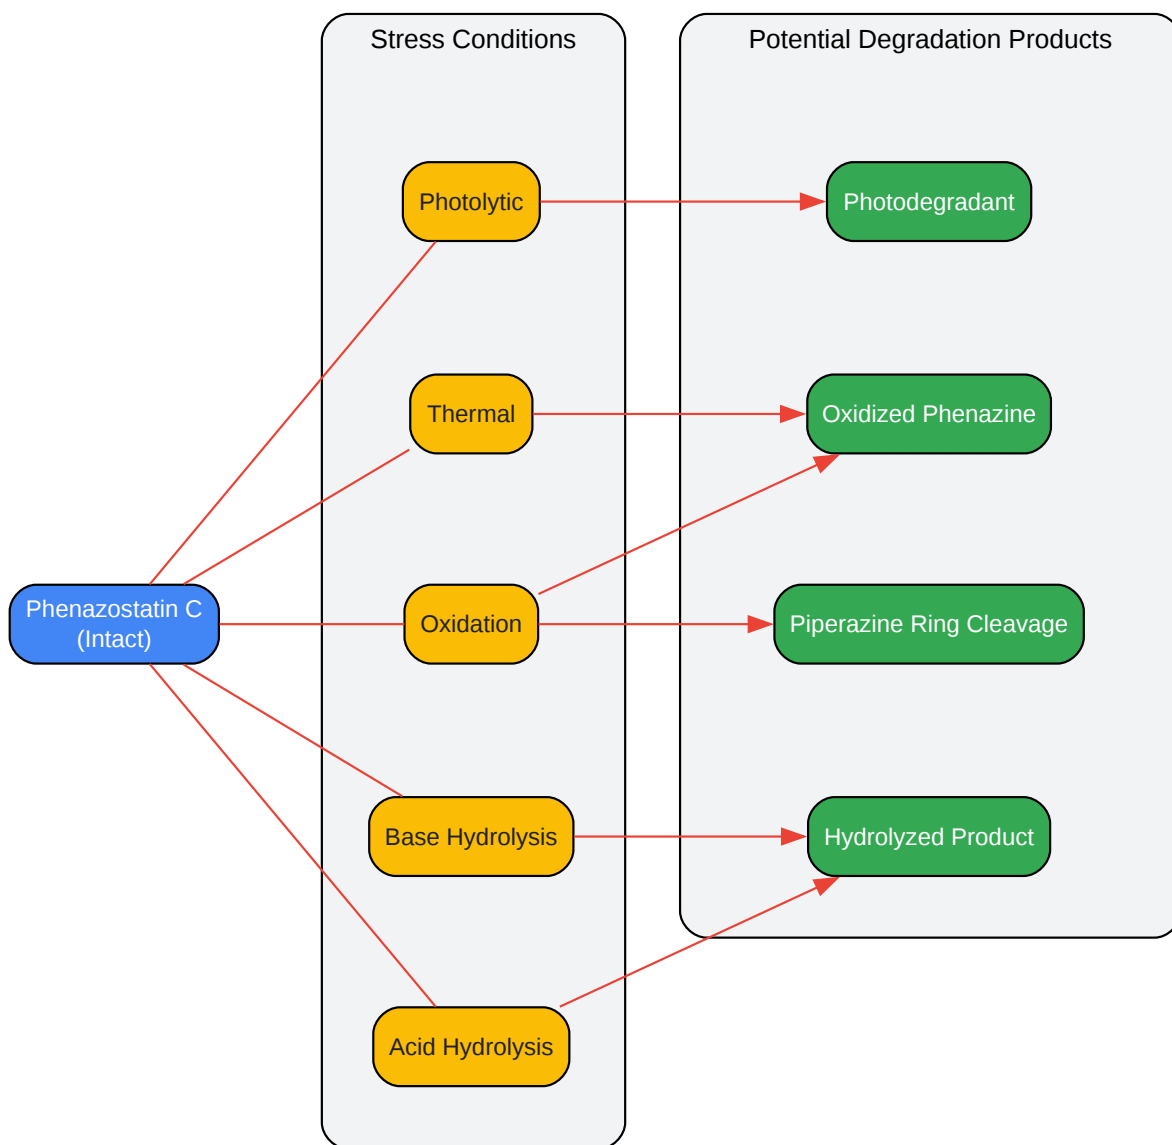 Stress Conditions
Potential Degradation Products
Photolytic
Photodegradant
Thermal
Oxidized Phenazine
Phenazostatin C
(Intact)
Oxidation
Piperazine Ring Cleavage
Base Hydrolysis
Hydrolyzed Product
Acid Hydrolysis